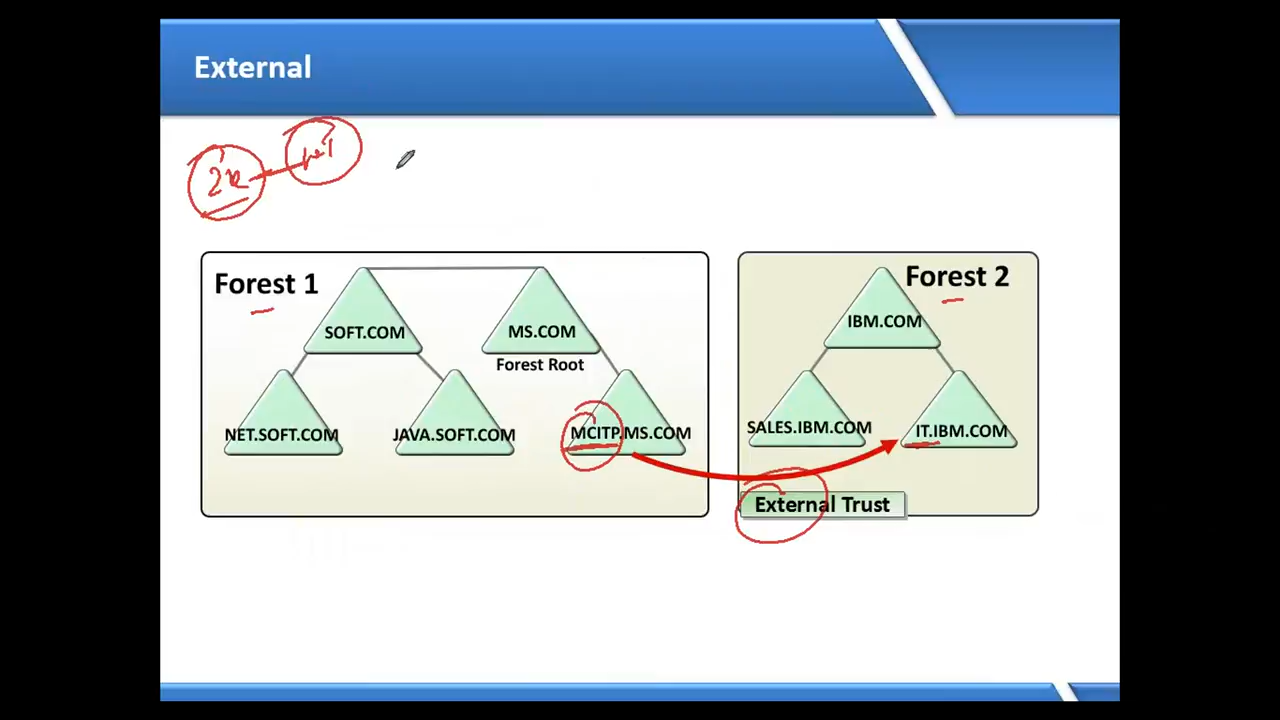 External
2k
Forest 1
Forest 2
SOFT.COM
MS.COM
IBM.COM
Forest Root
NET.SOFT.COM
JAVA.SOFT.COM
MCITP.MS.COM
SALES.IBM.COM
IT.IBM.COM
External Trust